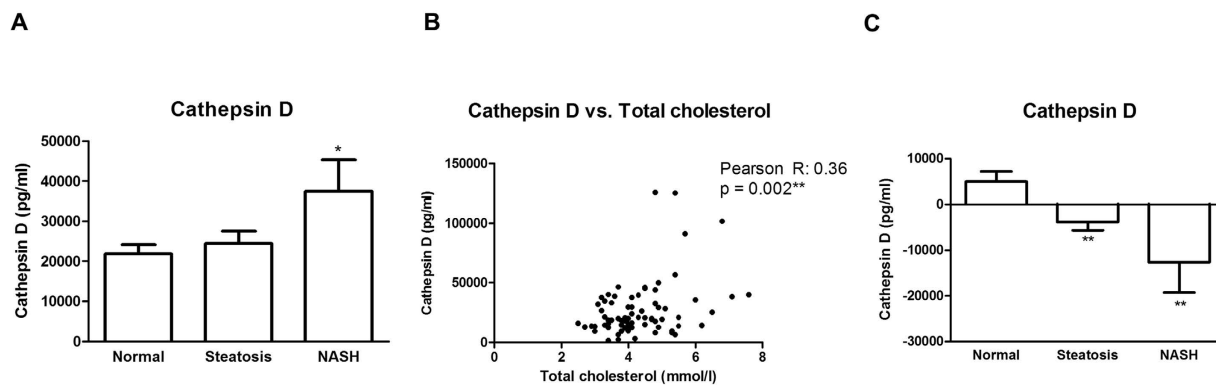 A
Cathepsin D
Cathepsin D (pg/ml)
50000
40000
30000
20000
10000
0
*
Normal
Steatosis
NASH
B
Cathepsin D vs. Total cholesterol
Pearson R: 0.36
p = 0.002**
Cathepsin D (pg/ml)
150000
100000
50000
0
0
2
4
6
8
Total cholesterol (mmol/l)
C
Cathepsin D
Cathepsin D (pg/ml)
10000
0
-10000
-20000
-30000
**
**
Normal
Steatosis
NASH